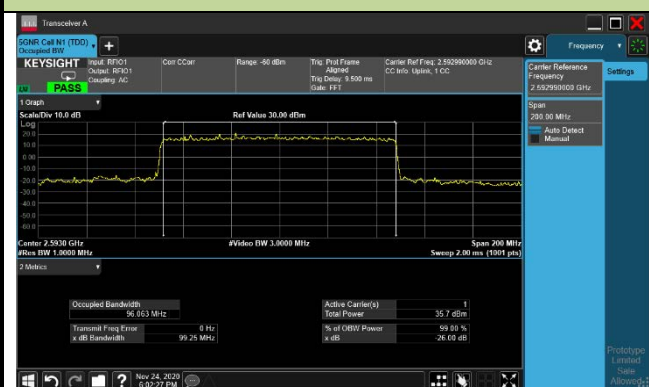 Transceiver A
5GNR Call N1 (TDD)
Occupied BW
Frequency
KEYSIGHT
Input: RFIO1
Output: RFIO1
Coupling: AC
Corr CCorr
Range: -60 dBm
Trig: Prot Frame
Aligned
Trig Delay: 9.500 ms
Gate: FFT
Carrier Ref Freq: 2.592990000 GHz
CC Info: Uplink, 1 CC
PASS
Carrier Reference
Frequency
2.592990000 GHz
Settings
Span
200.00 MHz
Auto Detect
Manual
1 Graph
Scale/Div 10.0 dB
Ref Value 30.00 dBm
Log
20.0
10.0
0.00
-10.0
-20.0
-30.0
-40.0
-50.0
-60.0
Center 2.5930 GHz
#Video BW 3.0000 MHz
Span 200 MHz
#Res BW 1.0000 MHz
Sweep 2.00 ms (1001 pts)
2 Metrics
Occupied Bandwidth
96.063 MHz
Active Carrier(s) 1
Total Power 35.7 dBm
Transmit Freq Error 0 Hz
x dB Bandwidth 99.25 MHz
% of OBW Power 99.00 %
x dB -26.00 dB
Prototype
Limited
Sale
Allowed
Nov 24, 2020
6:02:27 PM